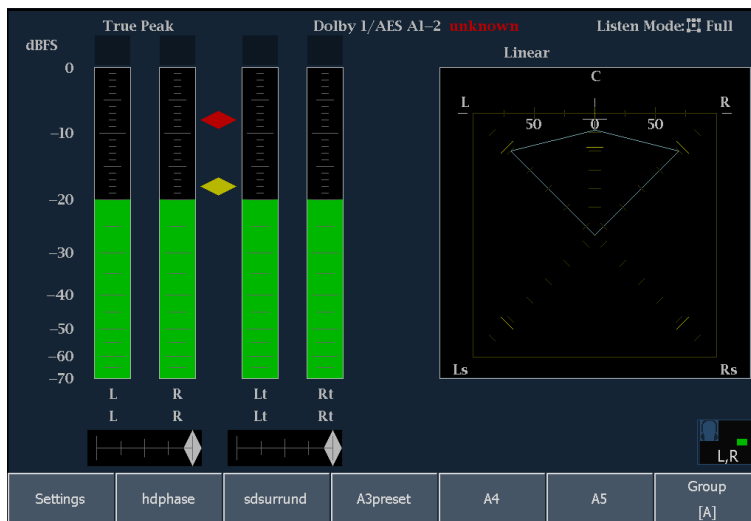 True Peak
Dolby 1/AES A1-2 unknown
Listen Mode: Full
dBFS
Linear
0
-10
-20
-30
-40
-50
-60
-70
C
L
R
50 0 50
Ls
Rs
L R Lt Rt
L R Lt Rt
L,R
Settings
hdphase
sdsurrund
A3preset
A4
A5
Group
[A]